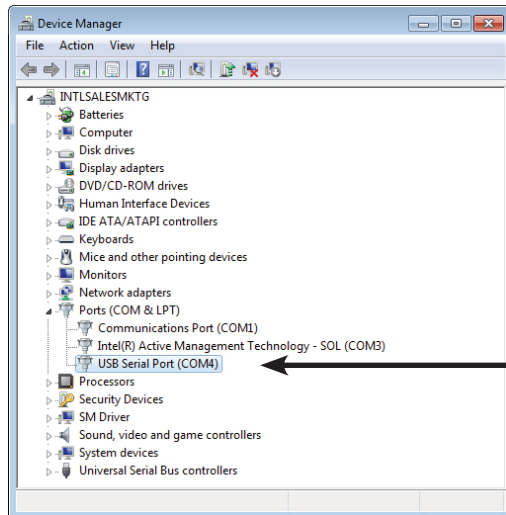 Device Manager
File Action View Help
INTLSALESMKTG
Batteries
Computer
Disk drives
Display adapters
DVD/CD-ROM drives
Human Interface Devices
IDE ATA/ATAPI controllers
Keyboards
Mice and other pointing devices
Monitors
Network adapters
Ports (COM & LPT)
Communications Port (COM1)
Intel(R) Active Management Technology - SOL (COM3)
USB Serial Port (COM4)
Processors
Security Devices
SM Driver
Sound, video and game controllers
System devices
Universal Serial Bus controllers